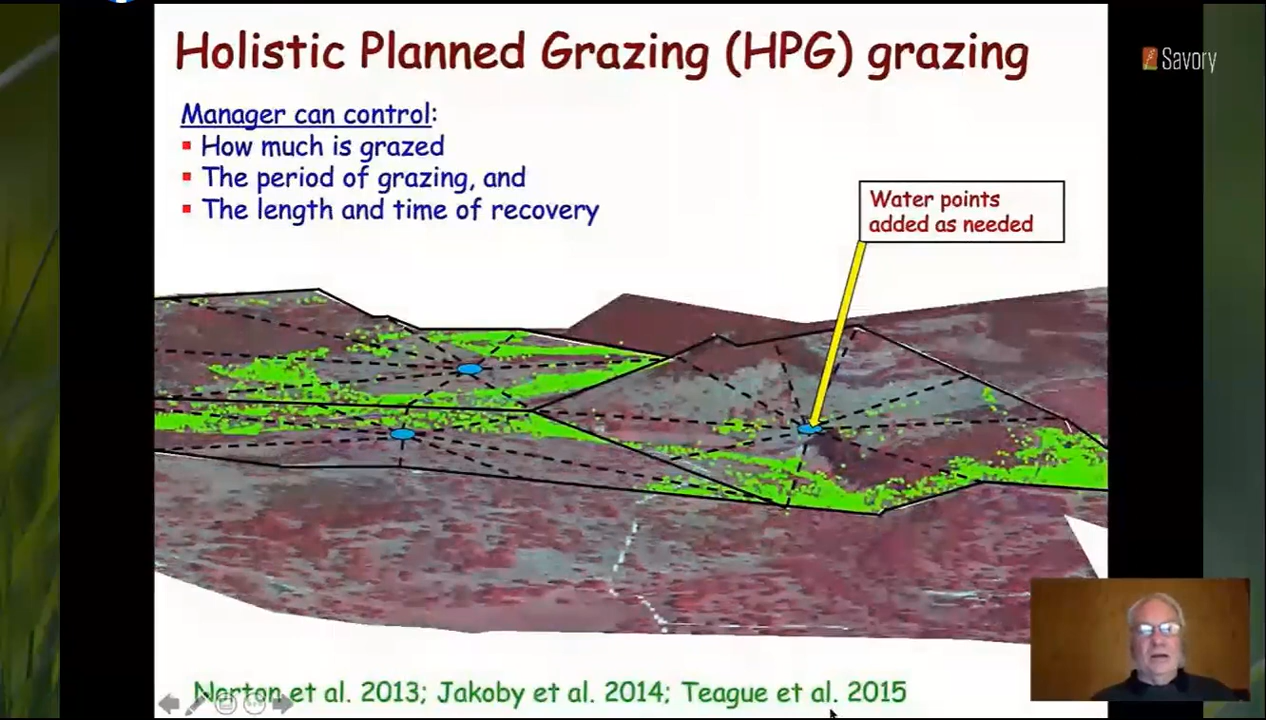 Holistic Planned Grazing (HPG) grazing
Savory
Manager can control:
How much is grazed
The period of grazing, and
The length and time of recovery
Water points
added as needed
Norton et al. 2013; Jakoby et al. 2014; Teague et al. 2015